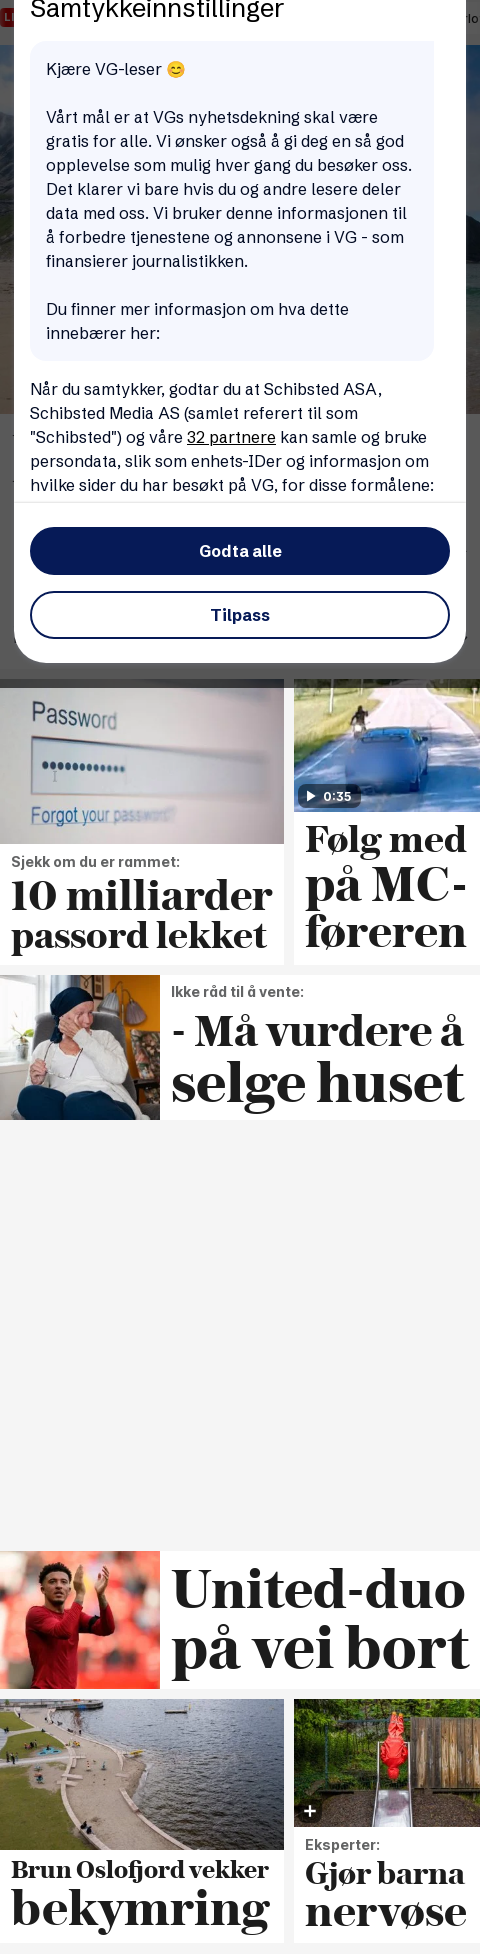 Samtykkeinnstillinger
Kjære VG-leser 😊
Vårt mål er at VGs nyhetsdekning skal være
gratis for alle. Vi ønsker også å gi deg en så god
opplevelse som mulig hver gang du besøker oss.
Det klarer vi bare hvis du og andre lesere deler
data med oss. Vi bruker denne informasjonen til
å forbedre tjenestene og annonsene i VG - som
finansierer journalistikken.
Du finner mer informasjon om hva dette
innebærer her:
Når du samtykker, godtar du at Schibsted ASA,
Schibsted Media AS (samlet referert til som
"Schibsted") og våre 32 partnere kan samle og bruke
persondata, slik som enhets-IDer og informasjon om
hvilke sider du har besøkt på VG, for disse formålene:
Godta alle
Tilpass
Password
Forgot your password?
Sjekk om du er rammet:
10 milliarder
passord lekket
0:35
Følg med
på MC-
føreren
Ikke råd til å vente:
- Må vurdere å
selge huset
United-duo
på vei bort
Brun Oslofjord vekker
bekymring
Eksperter:
Gjør barna
nervøse